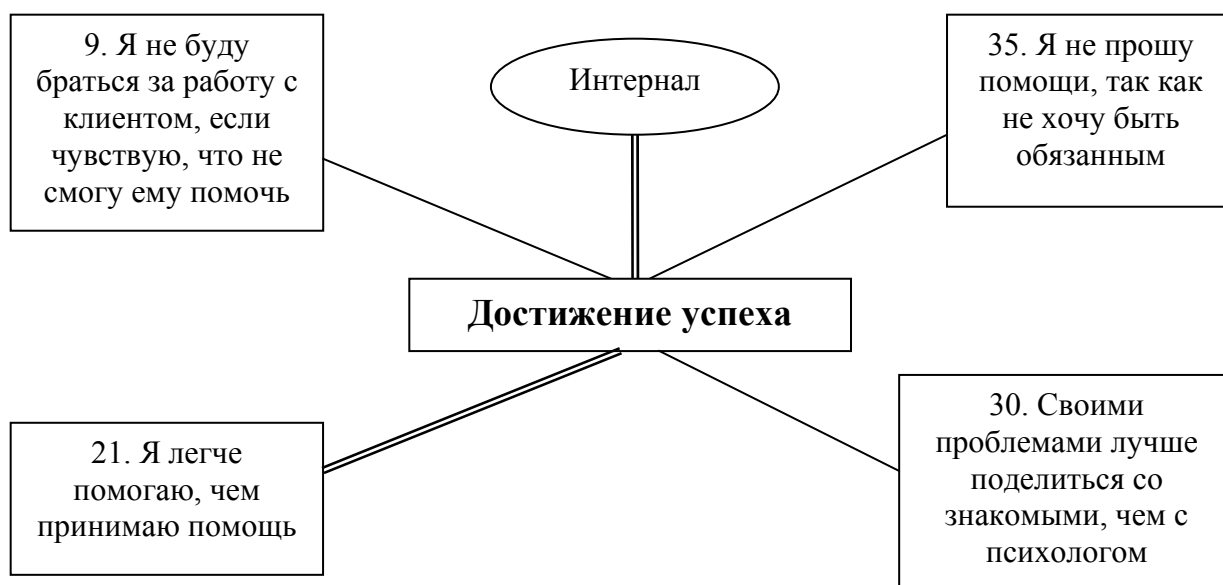 9. Я не буду
браться за работу с
клиентом, если
чувствую, что не
смогу ему помочь
Интернал
35. Я не прошу
помощи, так как
не хочу быть
обязанным
Достижение успеха
21. Я легче
помогаю, чем
принимаю помощь
30. Своими
проблемами лучше
поделиться со
знакомыми, чем с
психологом